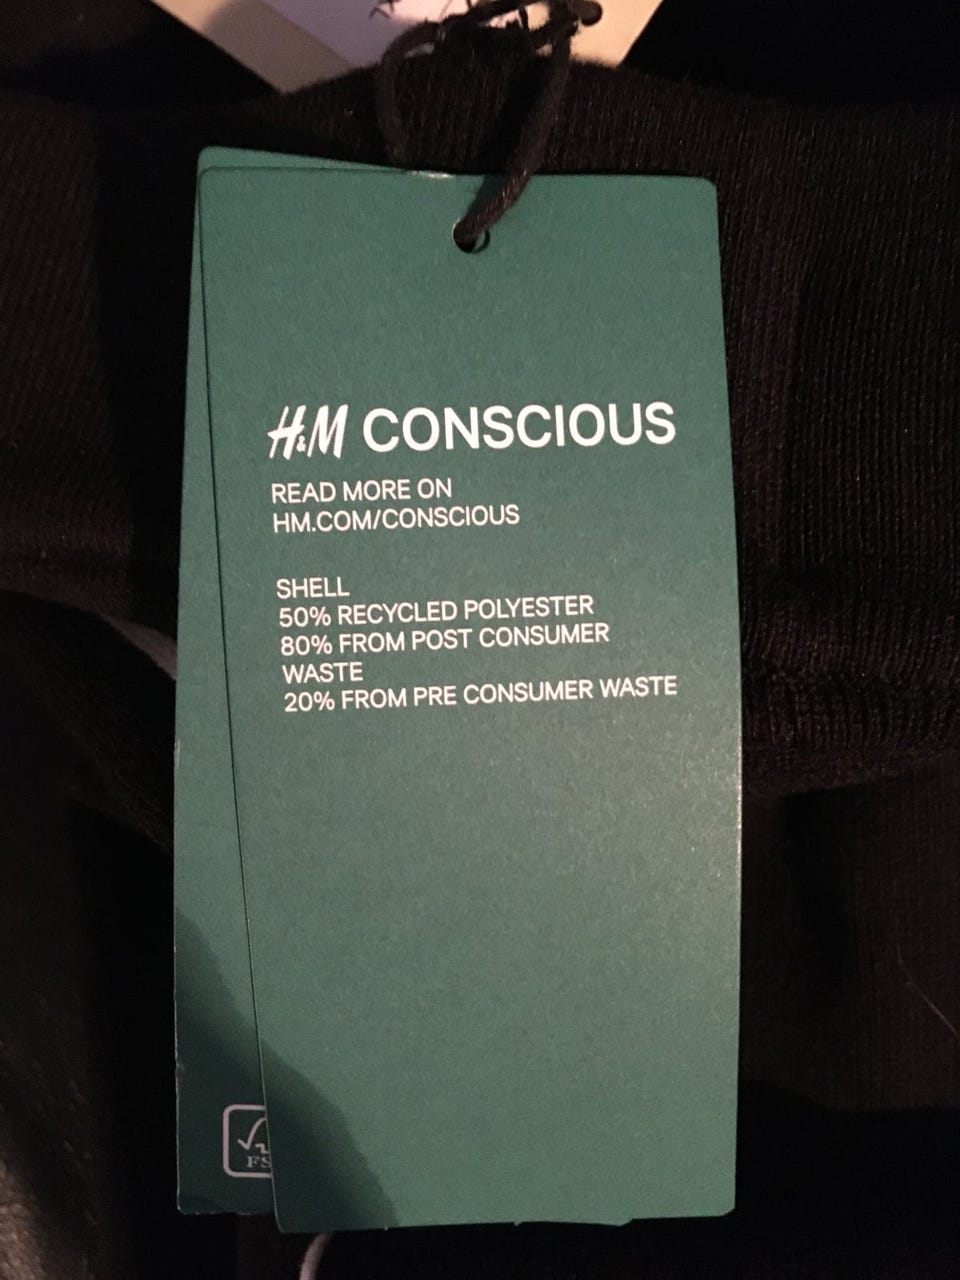 H&M CONSCIOUS
READ MORE ON
HM.COM/CONSCIOUS
SHELL
50% RECYCLED POLYESTER
80% FROM POST CONSUMER
WASTE
20% FROM PRE CONSUMER WASTE